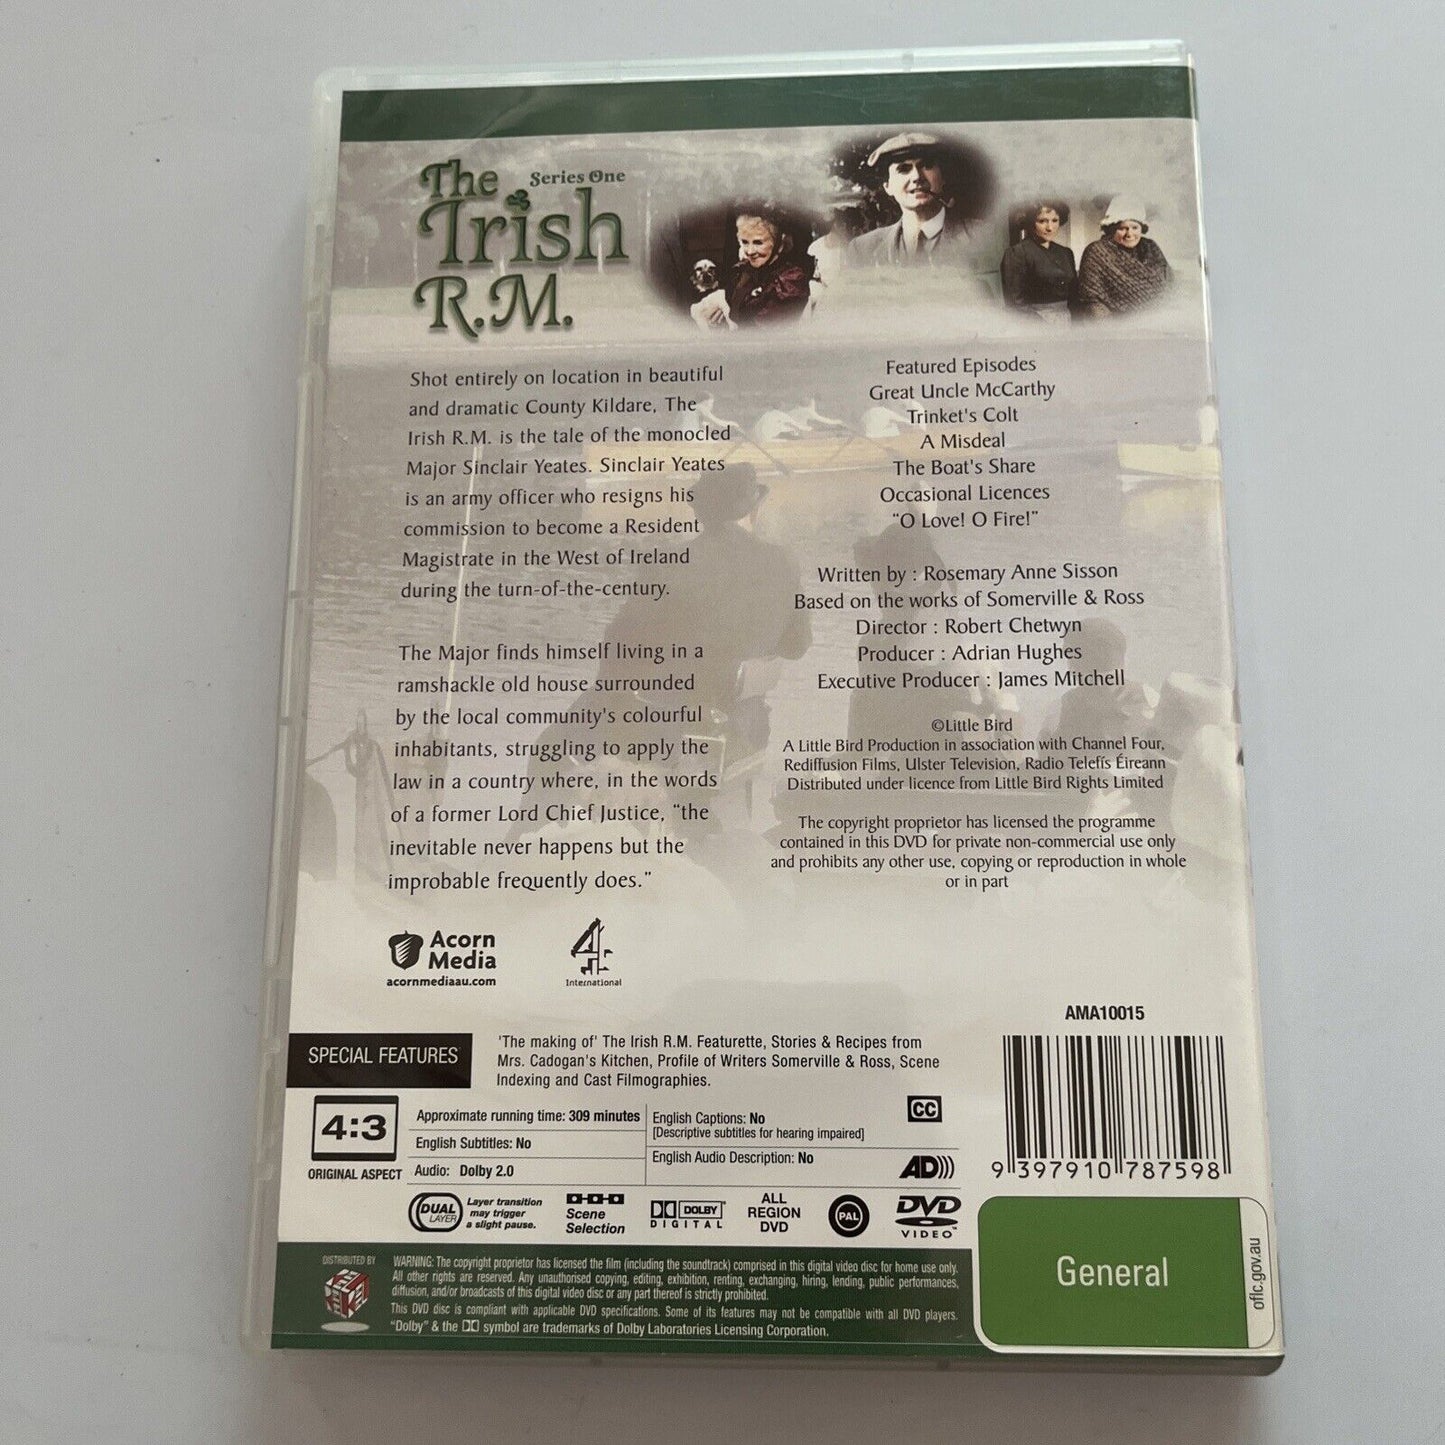 The
Series One
Irish
R.M.
Shot entirely on location in beautiful
and dramatic County Kildare, The
Irish R.M. is the tale of the monocled
Major Sinclair Yeates. Sinclair Yeates
is an army officer who resigns his
commission to become a Resident
Magistrate in the West of Ireland
during the turn-of-the-century.
The Major finds himself living in a
ramshackle old house surrounded
by the local community's colourful
inhabitants, struggling to apply the
law in a country where, in the words
of a former Lord Chief Justice, “the
inevitable never happens but the
improbable frequently does.”
Featured Episodes
Great Uncle McCarthy
Trinket's Colt
A Misdeal
The Boat's Share
Occasional Licences
“O Love! O Fire!”
Written by : Rosemary Anne Sisson
Based on the works of Somerville & Ross
Director : Robert Chetwyn
Producer : Adrian Hughes
Executive Producer : James Mitchell
©Little Bird
A Little Bird Production in association with Channel Four,
Rediffusion Films, Ulster Television, Radio Telefís Éireann
Distributed under licence from Little Bird Rights Limited
The copyright proprietor has licensed the programme
contained in this DVD for private non-commercial use only
and prohibits any other use, copying or reproduction in whole
or in part
Acorn
Media
acornmediaau.com
4
International
AMA10015
SPECIAL FEATURES
'The making of' The Irish R.M. Featurette, Stories & Recipes from
Mrs. Cadogan's Kitchen, Profile of Writers Somerville & Ross, Scene
Indexing and Cast Filmographies.
4:3
ORIGINAL ASPECT
Approximate running time: 309 minutes
English Subtitles: No
Audio: Dolby 2.0
English Captions: No
[Descriptive subtitles for hearing impaired]
English Audio Description: No
CC
AD)))
9 397910 787598
DUAL
LAYER
Layer transition
may trigger
a slight pause.
Scene
Selection
DOLBY
DIGITAL
ALL
REGION
DVD
PAL
DVD
VIDEO™
DISTRIBUTED BY
WARNING: The copyright proprietor has licensed the film (including the soundtrack) comprised in this digital video disc for home use only.
All other rights are reserved. Any unauthorised copying, editing, exhibition, renting, exchanging, hiring, lending, public performances,
diffusion, and/or broadcasts of this digital video disc or any part thereof is strictly prohibited.
This DVD disc is compliant with applicable DVD specifications. Some of its features may not be compatible with all DVD players.
“Dolby” & the DD symbol are trademarks of Dolby Laboratories Licensing Corporation.
General
oflc.gov.au